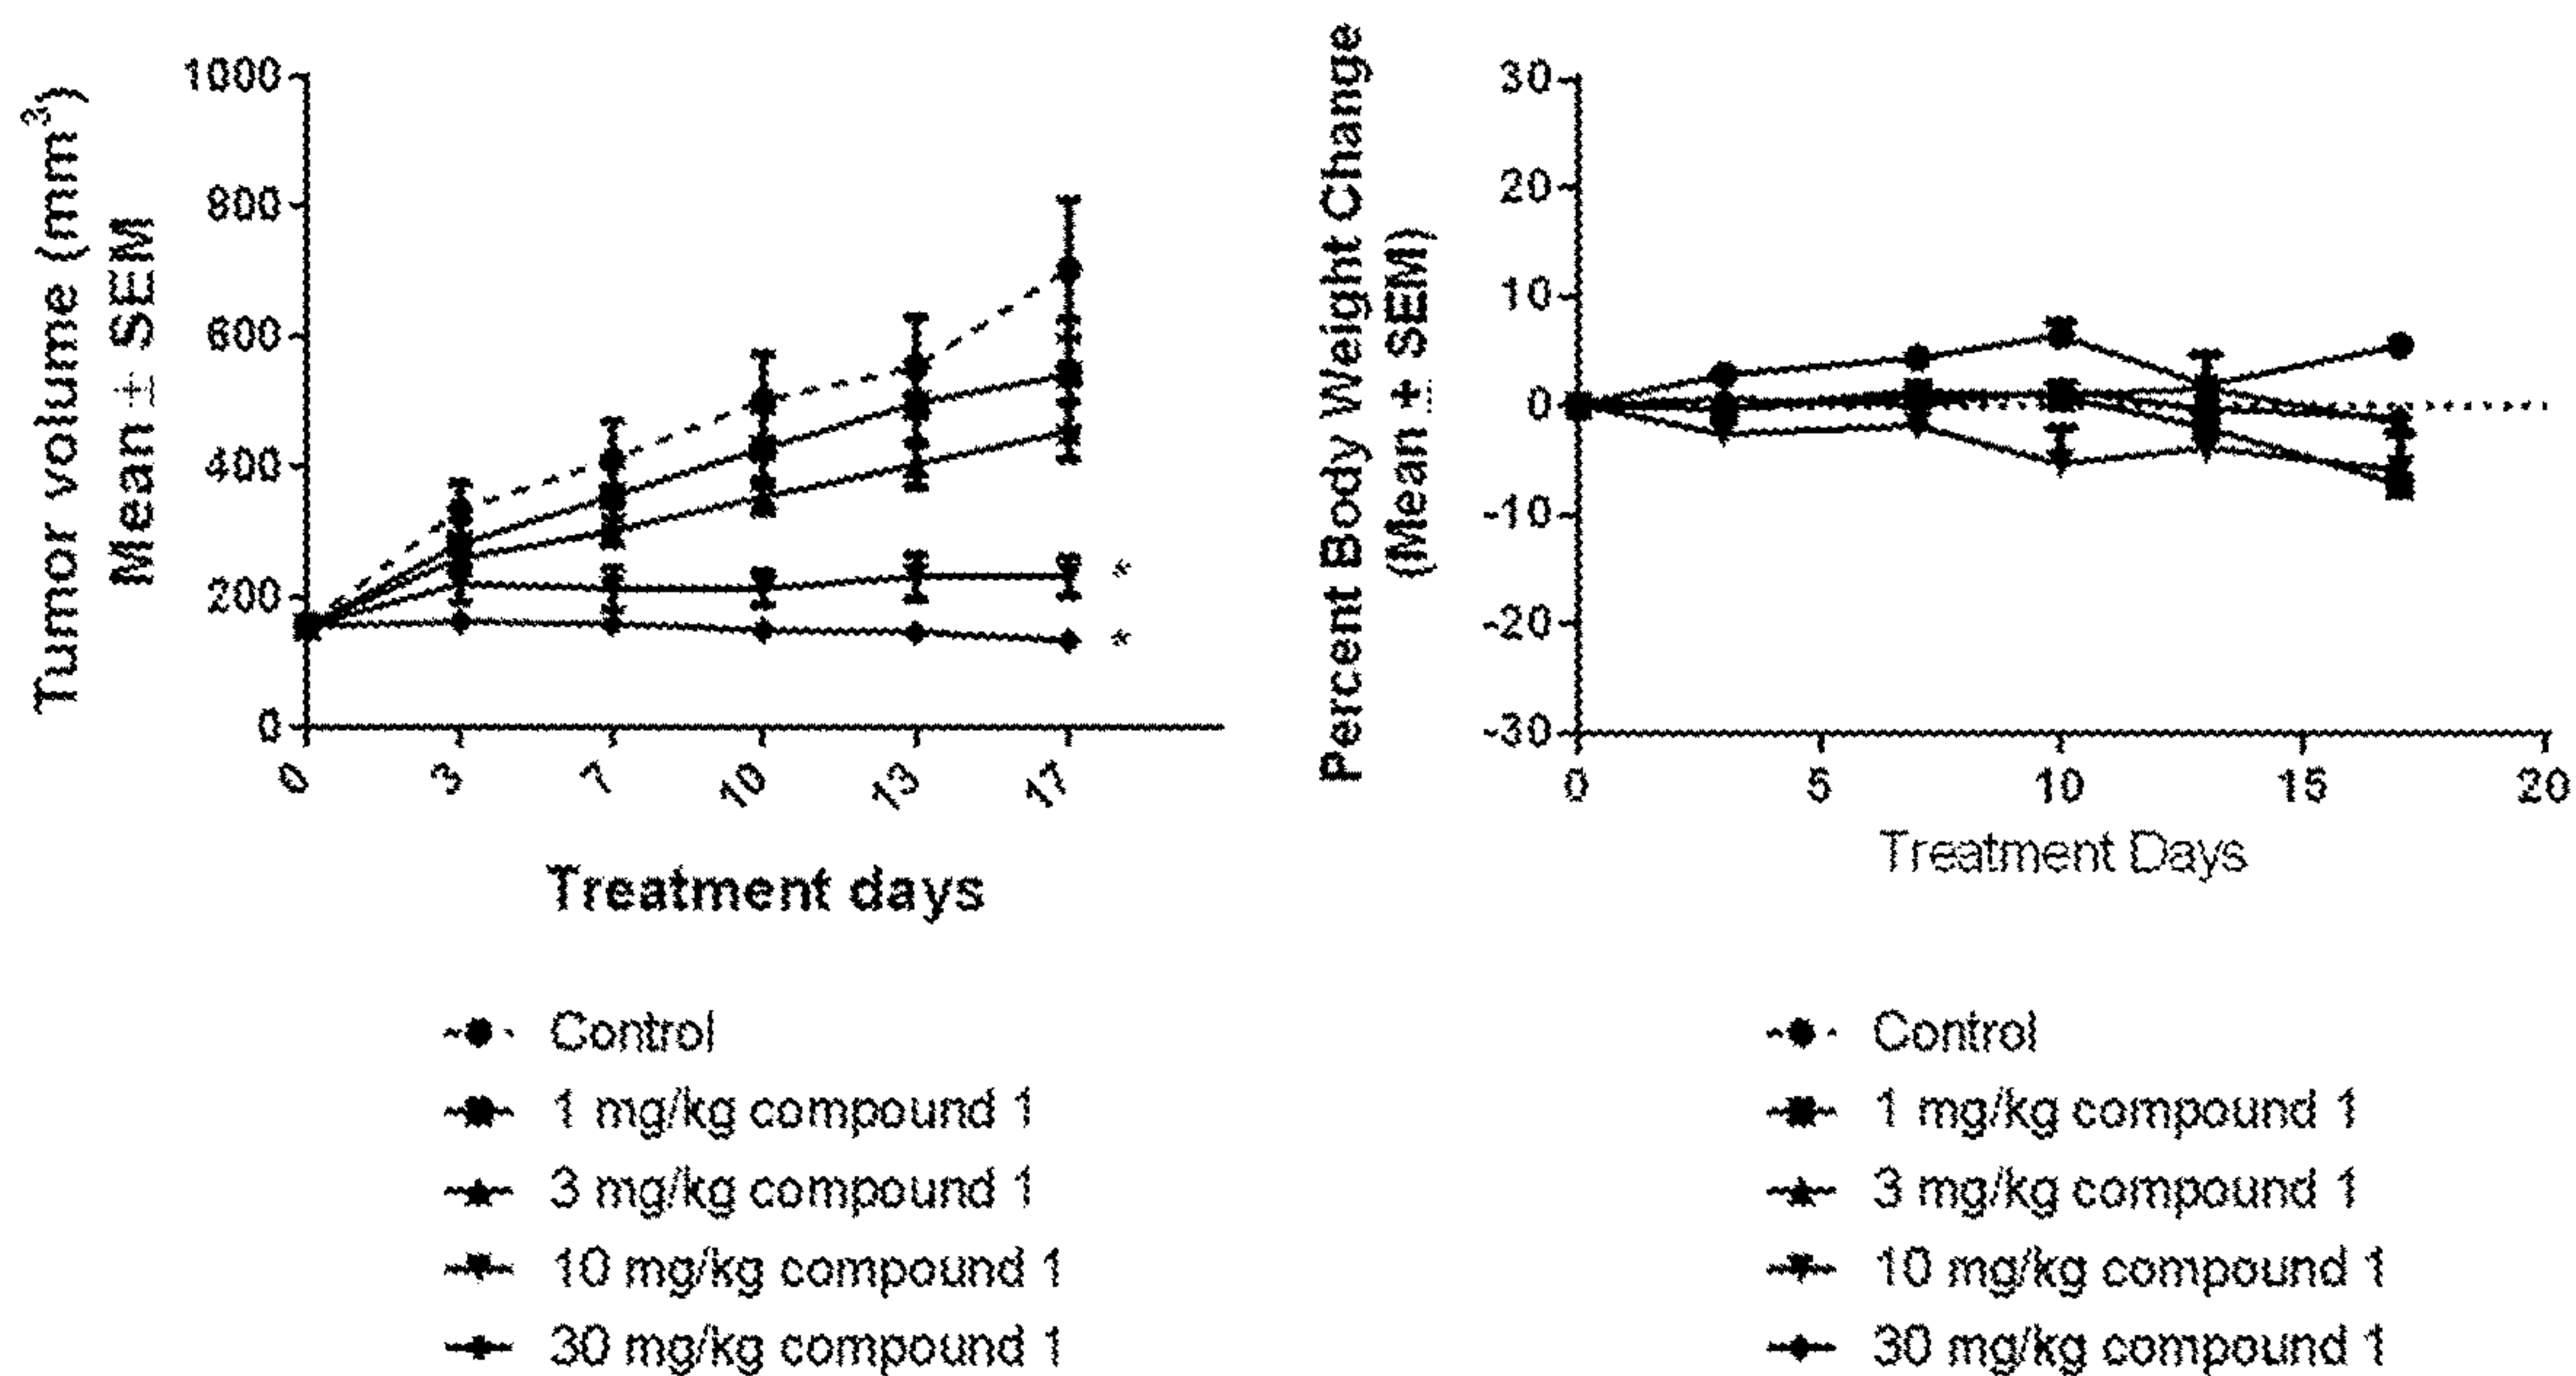 Tumor volume (mm³)
Mean ± SEM
1000
800
600
400
200
0
0
3
7
10
13
17
*
*
Treatment days
Control
1 mg/kg compound 1
3 mg/kg compound 1
10 mg/kg compound 1
30 mg/kg compound 1
Percent Body Weight Change
(Mean ± SEM)
30
20
10
0
-10
-20
-30
0
5
10
15
20
Treatment Days
Control
1 mg/kg compound 1
3 mg/kg compound 1
10 mg/kg compound 1
30 mg/kg compound 1